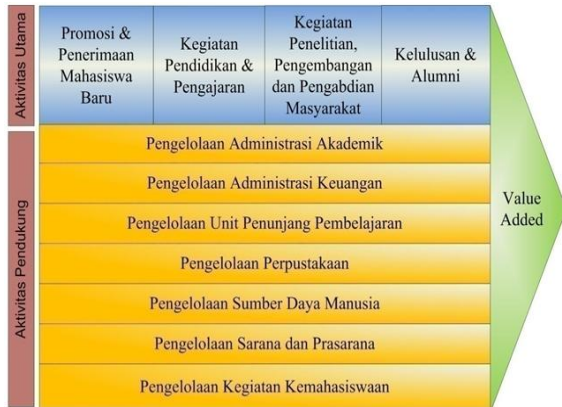 Aktivitas Utama
Promosi &
Penerimaan
Mahasiswa
Baru
Kegiatan
Pendidikan &
Pengajaran
Kegiatan
Penelitian,
Pengembangan
dan Pengabdian
Masyarakat
Kelulusan &
Alumni
Aktivitas Pendukung
Pengelolaan Administrasi Akademik
Pengelolaan Administrasi Keuangan
Pengelolaan Unit Penunjang Pembelajaran
Pengelolaan Perpustakaan
Pengelolaan Sumber Daya Manusia
Pengelolaan Sarana dan Prasarana
Pengelolaan Kegiatan Kemahasiswaan
Value
Added